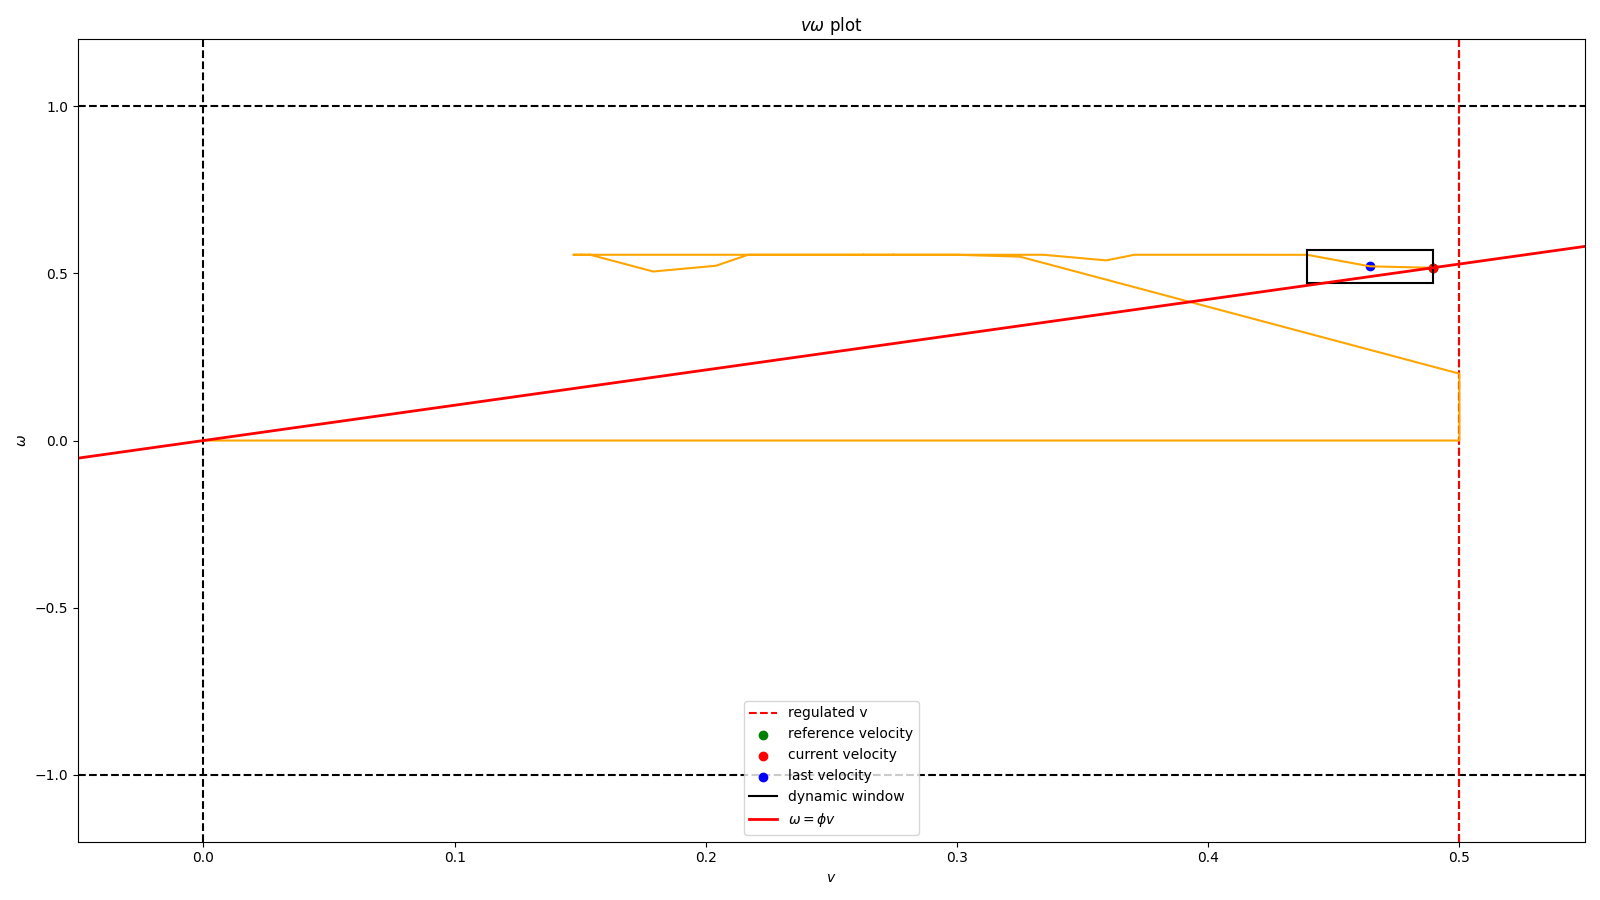 vω plot
1.0
0.5
0.0
−0.5
−1.0
ω
0.0 0.1 0.2 0.3 0.4 0.5
v
regulated v
reference velocity
current velocity
last velocity
dynamic window
ω = ϕv